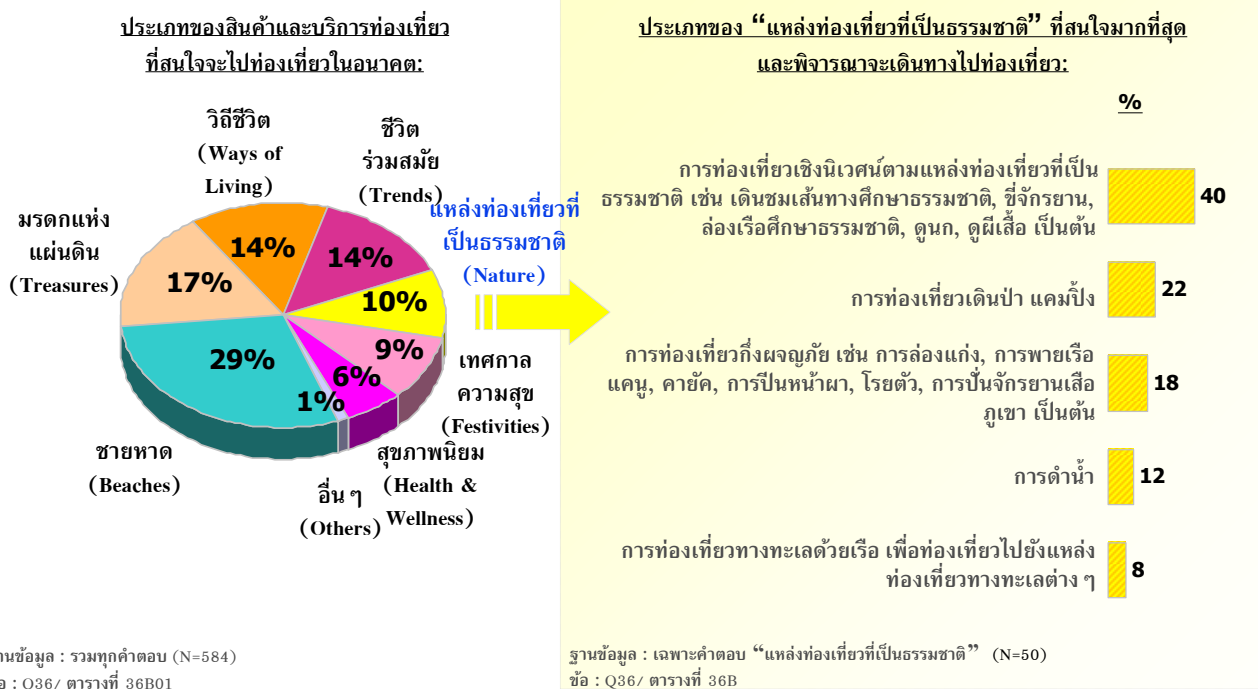 ประเภทของสินค้าและบริการท่องเที่ยว
ที่สนใจจะไปท่องเที่ยวในอนาคต:
วิถีชีวิต
(Ways of
Living)
ชีวิต
ร่วมสมัย
(Trends)
มรดกแห่ง
แผ่นดิน
(Treasures)
แหล่งท่องเที่ยวที่
เป็นธรรมชาติ
(Nature)
14%
14%
17%
10%
29%
9%
6%
1%
เทศกาล
ความสุข
(Festivities)
ชายหาด
(Beaches)
อื่น ๆ
(Others)
สุขภาพนิยม
(Health &
Wellness)
านข้อมูล : รวมทุกคำตอบ (N=584)
อ : Q36/ ตารางที่ 36B01
ประเภทของ “แหล่งท่องเที่ยวที่เป็นธรรมชาติ” ที่สนใจมากที่สุด
และพิจารณาจะเดินทางไปท่องเที่ยว:
%
การท่องเที่ยวเชิงนิเวศน์ตามแหล่งท่องเที่ยวที่เป็น
ธรรมชาติ เช่น เดินชมเส้นทางศึกษาธรรมชาติ, ขี่จักรยาน,
ล่องเรือศึกษาธรรมชาติ, ดูนก, ดูผีเสื้อ เป็นต้น
40
การท่องเที่ยวเดินป่า แคมปิ้ง
22
การท่องเที่ยวกึ่งผจญภัย เช่น การล่องแก่ง, การพายเรือ
แคนู, คายัค, การปีนหน้าผา, โรยตัว, การปั่นจักรยานเสือ
ภูเขา เป็นต้น
18
การดำน้ำ
12
การท่องเที่ยวทางทะเลด้วยเรือ เพื่อท่องเที่ยวไปยังแหล่ง
ท่องเที่ยวทางทะเลต่าง ๆ
8
ฐานข้อมูล : เฉพาะคำตอบ “แหล่งท่องเที่ยวที่เป็นธรรมชาติ” (N=50)
ข้อ : Q36/ ตารางที่ 36B